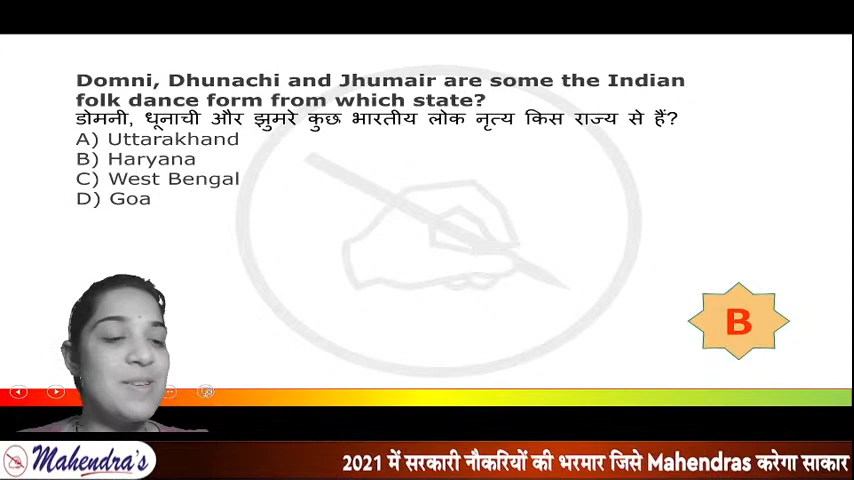 Domni, Dhunachi and Jhumair are some the Indian
folk dance form from which state?
डोमनी, धूनाची और झुमरे कुछ भारतीय लोक नृत्य किस राज्य से हैं?
A) Uttarakhand
B) Haryana
C) West Bengal
D) Goa
B
Mahendra's
2021 में सरकारी नौकरियों की भरमार जिसे Mahendras करेगा साकार